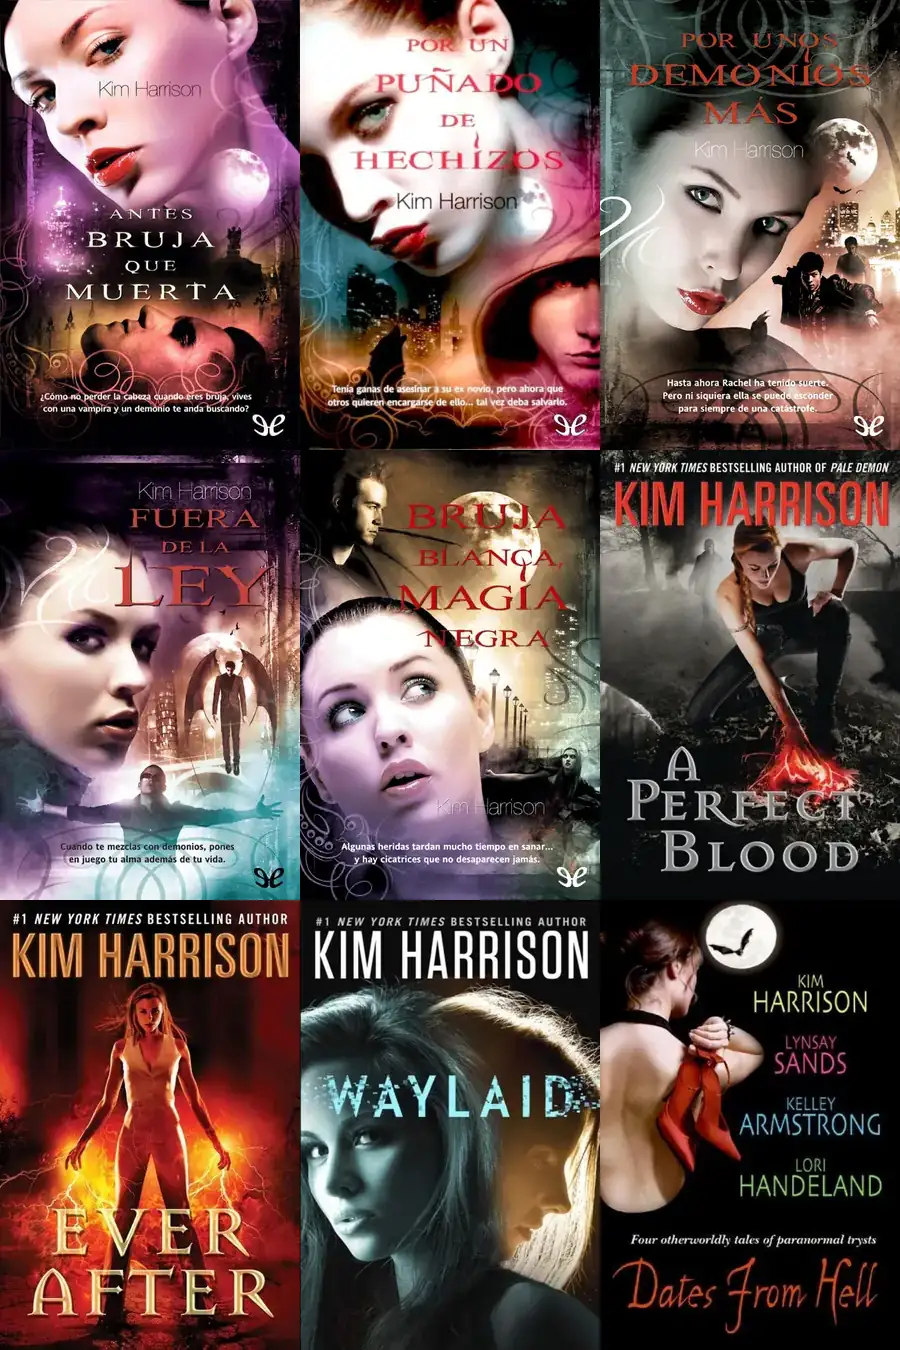 Kim Harrison
ANTES
BRUJA
QUE
MUERTA
¿Cómo no perder la cabeza cuando eres bruja, vives
con una vampira y un demonio te anda buscando?
POR UN
PUÑADO
DE
HECHIZOS
Kim Harrison
Tenía ganas de asesinar a su ex novio, pero ahora que
otros quieren encargarse de ello... tal vez deba salvarlo.
POR UNOS
DEMONIOS
MÁS
Kim Harrison
Hasta ahora Rachel ha tenido suerte.
Pero ni siquiera ella se puede esconder
para siempre de una catástrofe.
Kim Harrison
FUERA
DE LA
LEY
Cuando te mezclas con demonios, pones
en juego tu alma además de tu vida.
BRUJA
BLANCA,
MAGIA
NEGRA
Kim Harrison
Algunas heridas tardan mucho tiempo en sanar...
y hay cicatrices que no desaparecen jamás.
#1 NEW YORK TIMES BESTSELLING AUTHOR OF PALE DEMON
KIM HARRISON
A
PERFECT
BLOOD
#1 NEW YORK TIMES BESTSELLING AUTHOR
KIM HARRISON
EVER
AFTER
#1 NEW YORK TIMES BESTSELLING AUTHOR
KIM HARRISON
WAYLAID
KIM
HARRISON
LYNSAY
SANDS
KELLEY
ARMSTRONG
LORI
HANDELAND
Four otherworldly tales of paranormal trysts
Dates From Hell